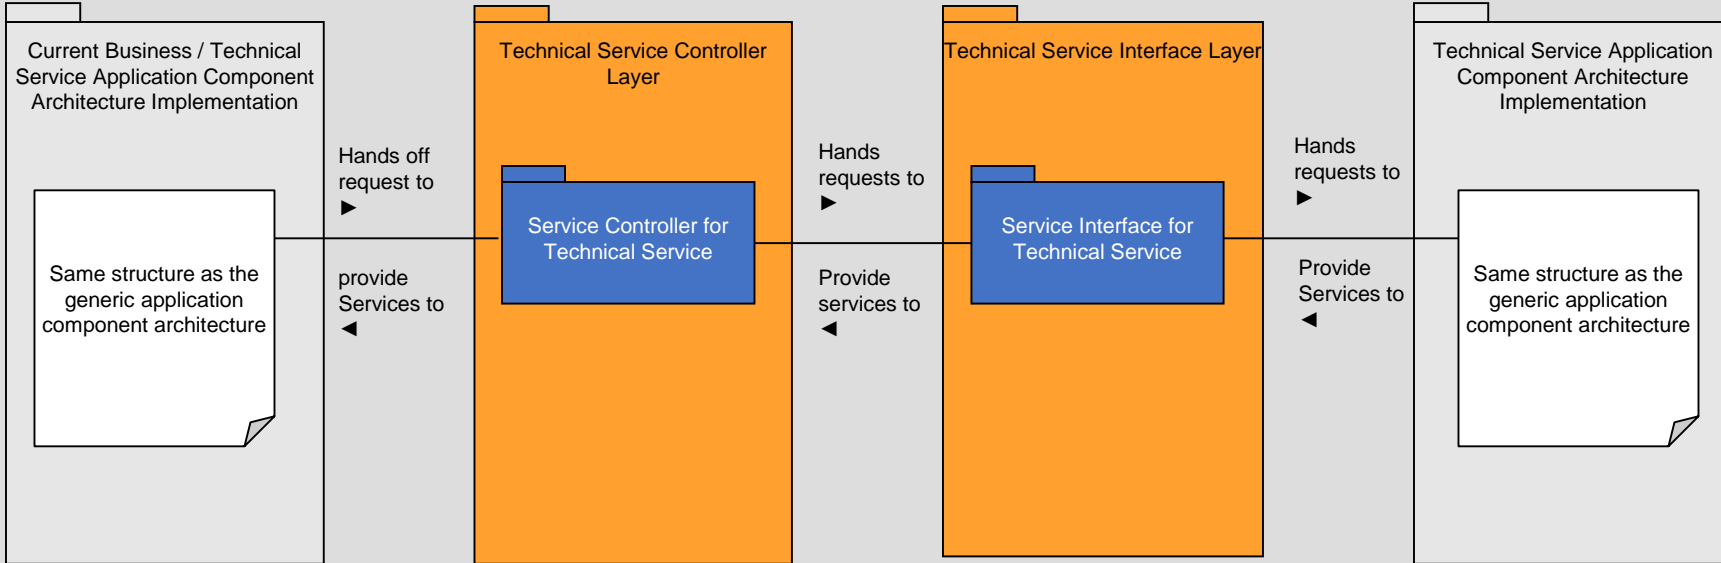 Current Business / Technical
Service Application Component
Architecture Implementation
Technical Service Controller
Layer
Technical Service Interface Layer
Technical Service Application
Component Architecture
Implementation
Hands off
request to
►
Hands
requests to
►
Hands
requests to
►
Service Controller for
Technical Service
Service Interface for
Technical Service
Same structure as the
generic application
component architecture
provide
Services to
◄
Provide
services to
◄
Provide
Services to
◄
Same structure as the
generic application
component architecture